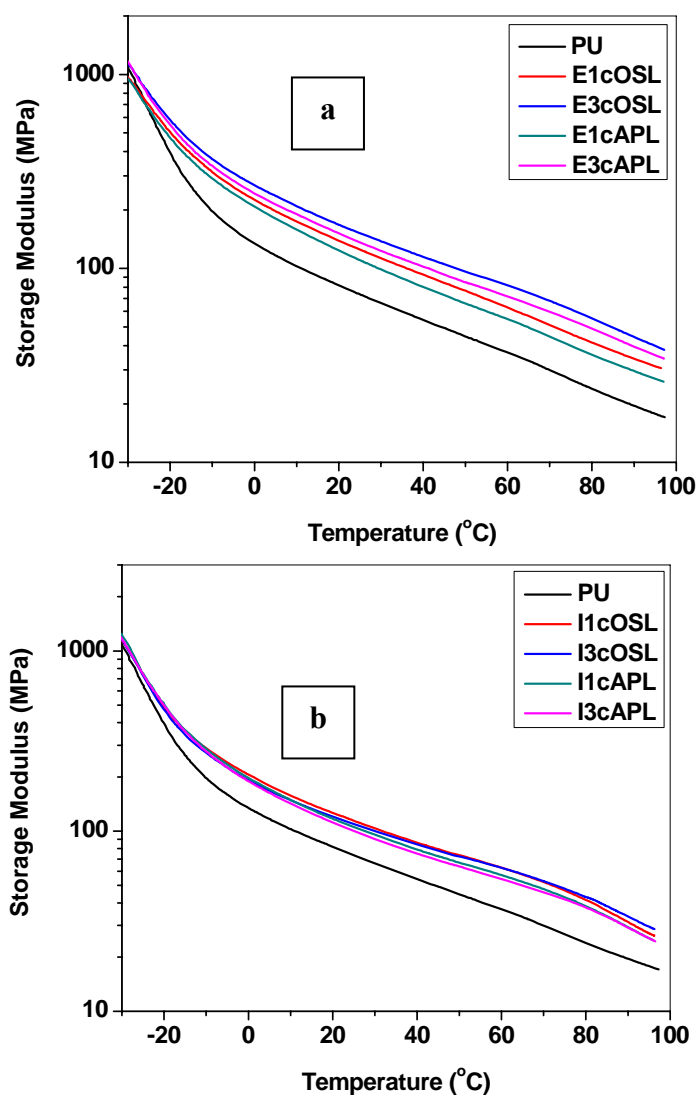 a
PU
E1cOSL
E3cOSL
E1cAPL
E3cAPL
1000
100
10
Storage Modulus (MPa)
-20 0 20 40 60 80 100
Temperature (°C)
b
PU
I1cOSL
I3cOSL
I1cAPL
I3cAPL
1000
100
10
Storage Modulus (MPa)
-20 0 20 40 60 80 100
Temperature (°C)